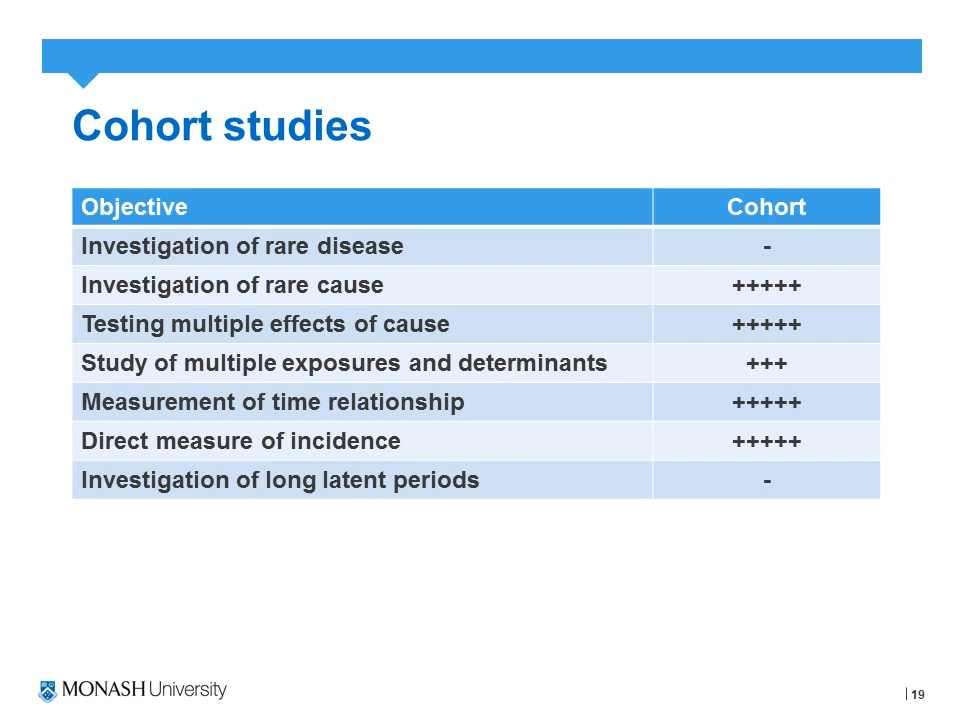 Cohort studies
Objective Cohort
Investigation of rare disease -
Investigation of rare cause +++++
Testing multiple effects of cause +++++
Study of multiple exposures and determinants +++
Measurement of time relationship +++++
Direct measure of incidence +++++
Investigation of long latent periods -
MONASH University
19